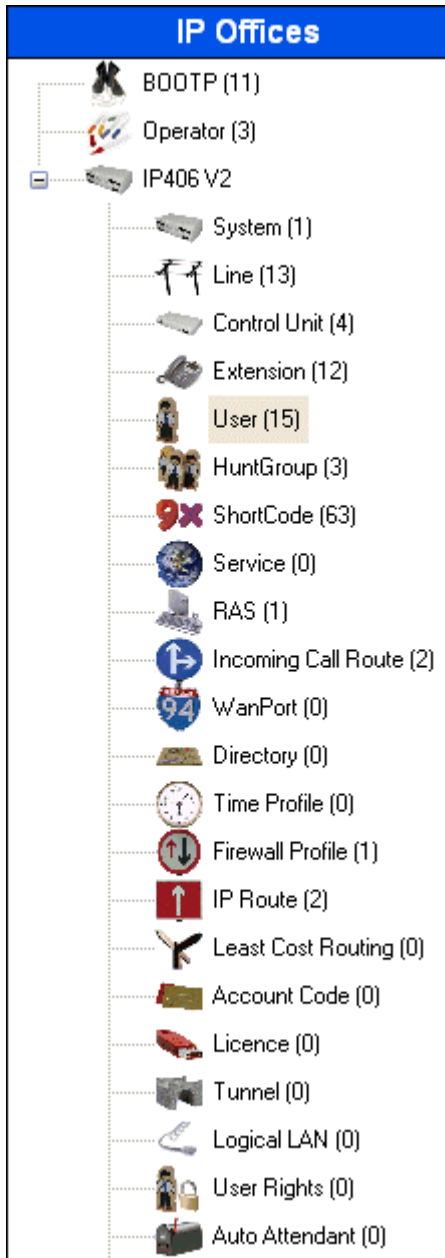 IP Offices
BOOTP (11)
Operator (3)
IP406 V2
System (1)
Line (13)
Control Unit (4)
Extension (12)
User (15)
HuntGroup (3)
9x ShortCode (63)
Service (0)
RAS (1)
Incoming Call Route (2)
94 WanPort (0)
Directory (0)
Time Profile (0)
Firewall Profile (1)
IP Route (2)
Least Cost Routing (0)
Account Code (0)
Licence (0)
Tunnel (0)
Logical LAN (0)
User Rights (0)
Auto Attendant (0)